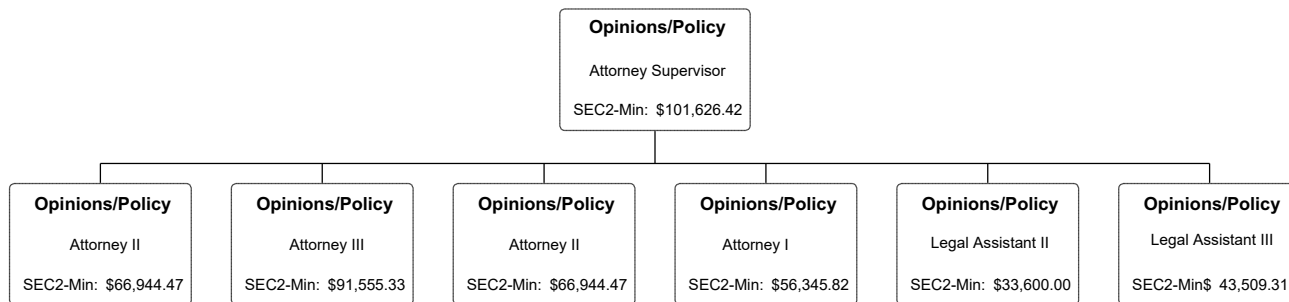 Opinions/Policy
Attorney Supervisor
SEC2-Min: $101,626.42
Opinions/Policy
Attorney II
SEC2-Min: $66,944.47
Opinions/Policy
Attorney III
SEC2-Min: $91,555.33
Opinions/Policy
Attorney II
SEC2-Min: $66,944.47
Opinions/Policy
Attorney I
SEC2-Min: $56,345.82
Opinions/Policy
Legal Assistant II
SEC2-Min: $33,600.00
Opinions/Policy
Legal Assistant III
SEC2-Min$ 43,509.31